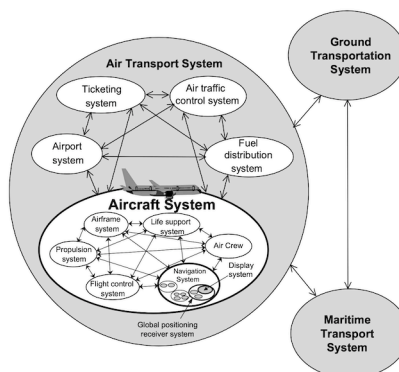 Air Transport System
Ground
Transportation
System
Ticketing
system
Air traffic
control system
Airport
system
Fuel
distribution
system
Aircraft System
Airframe
system
Life support
system
Propulsion
system
Air Crew
Navigation
System
Display
system
Flight control
system
Global positioning
receiver system
Maritime
Transport
System